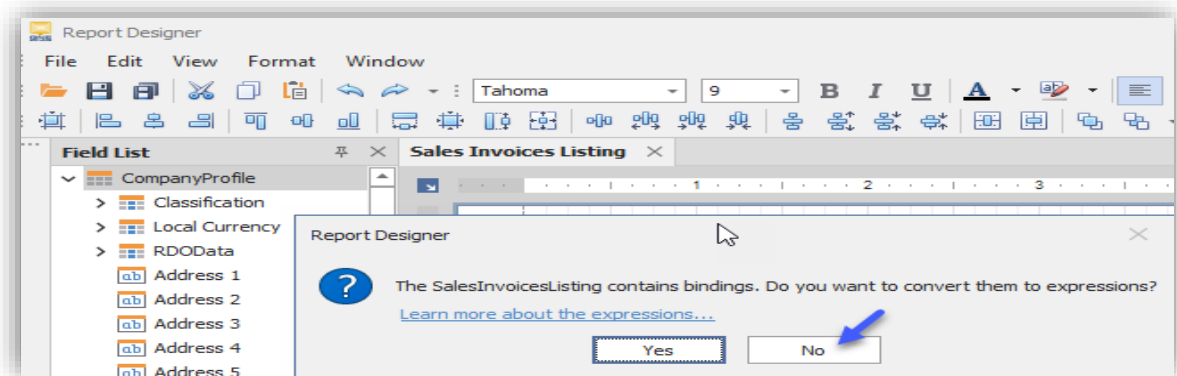 Report Designer
File Edit View Format Window
Tahoma 9 B I U A
Field List
Sales Invoices Listing
CompanyProfile
1 2 3
Classification
Local Currency
Report Designer
RDOData
Address 1
? The SalesInvoicesListing contains bindings. Do you want to convert them to expressions?
Address 2
Learn more about the expressions...
Address 3
Address 4
Yes No
Address 5